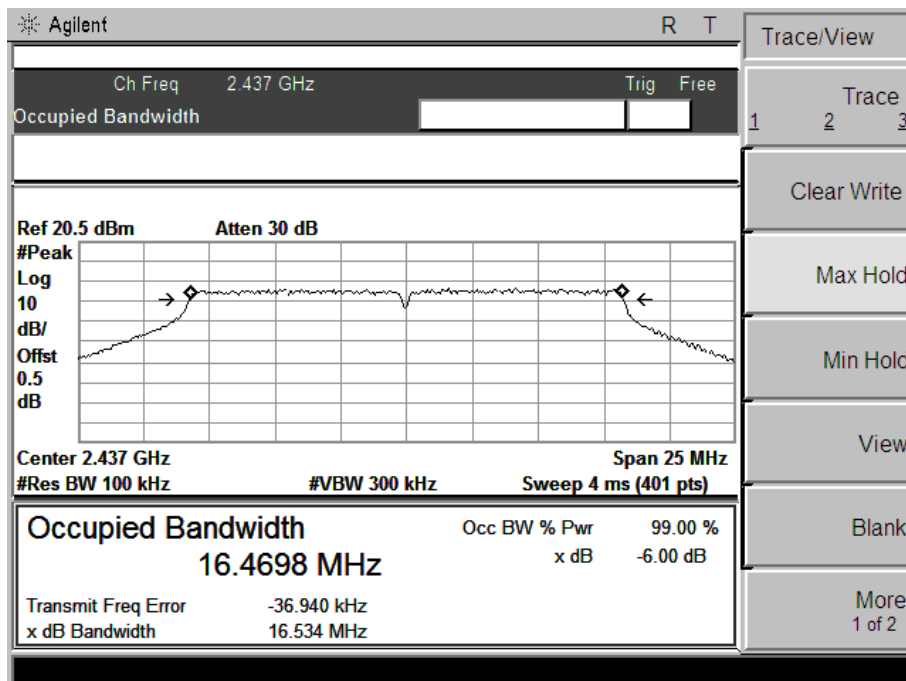 Agilent R T
Ch Freq 2.437 GHz Trig Free
Occupied Bandwidth
Ref 20.5 dBm Atten 30 dB
#Peak
Log
10
dB/
Offst
0.5
dB
Center 2.437 GHz Span 25 MHz
#Res BW 100 kHz #VBW 300 kHz Sweep 4 ms (401 pts)
Occupied Bandwidth Occ BW % Pwr 99.00 %
16.4698 MHz x dB -6.00 dB
Transmit Freq Error -36.940 kHz
x dB Bandwidth 16.534 MHz
Trace/View
Trace
1 2 3
Clear Write
Max Hold
Min Hold
View
Blank
More
1 of 2